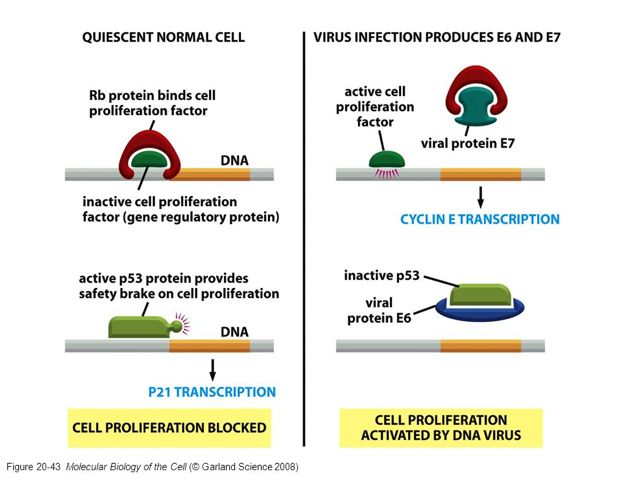 QUIESCENT NORMAL CELL
Rb protein binds cell
proliferation factor
DNA
inactive cell proliferation
factor (gene regulatory protein)
active p53 protein provides
safety brake on cell proliferation
DNA
P21 TRANSCRIPTION
CELL PROLIFERATION BLOCKED
VIRUS INFECTION PRODUCES E6 AND E7
active cell
proliferation
factor
viral protein E7
CYCLIN E TRANSCRIPTION
inactive p53
viral
protein E6
CELL PROLIFERATION
ACTIVATED BY DNA VIRUS
Figure 20-43 Molecular Biology of the Cell (© Garland Science 2008)